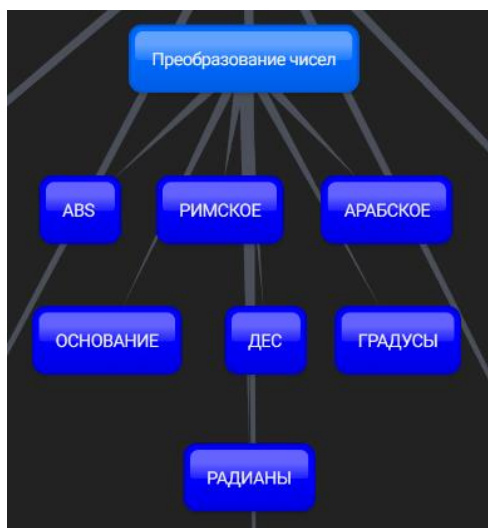 Преобразование чисел
ABS
РИМСКОЕ
АРАБСКОЕ
ОСНОВАНИЕ
ДЕС
ГРАДУСЫ
РАДИАНЫ